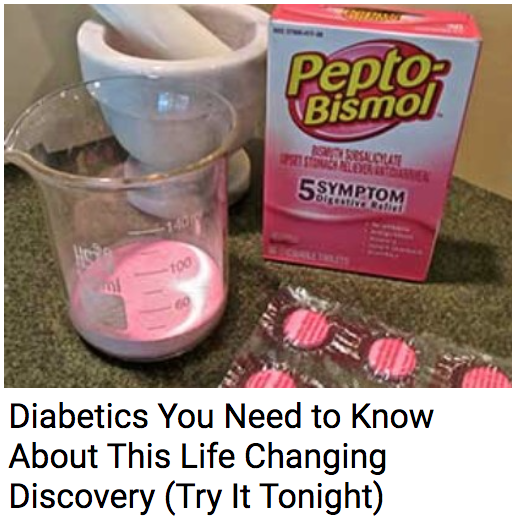 Pepto-
Bismol
BISMUTH SUBSALICYLATE
UPSET STOMACH RELIEVER/ANTIDIARRHEAL
5 SYMPTOM
Digestive Relief
140
100
ml
60
Diabetics You Need to Know
About This Life Changing
Discovery (Try It Tonight)